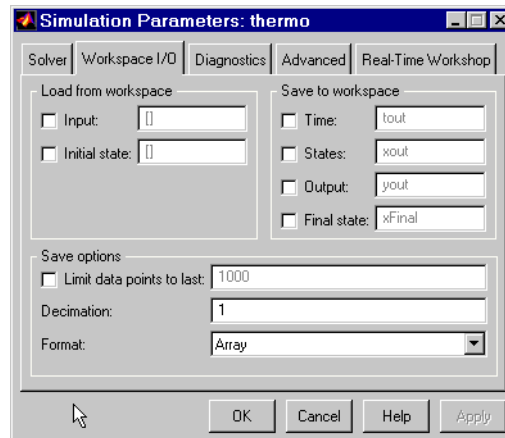 Simulation Parameters: thermo
Solver Workspace I/O Diagnostics Advanced Real-Time Workshop
Load from workspace
Input: []
Initial state: []
Save to workspace
Time: tout
States: xout
Output: yout
Final state: xFinal
Save options
Limit data points to last: 1000
Decimation: 1
Format: Array
OK Cancel Help Apply